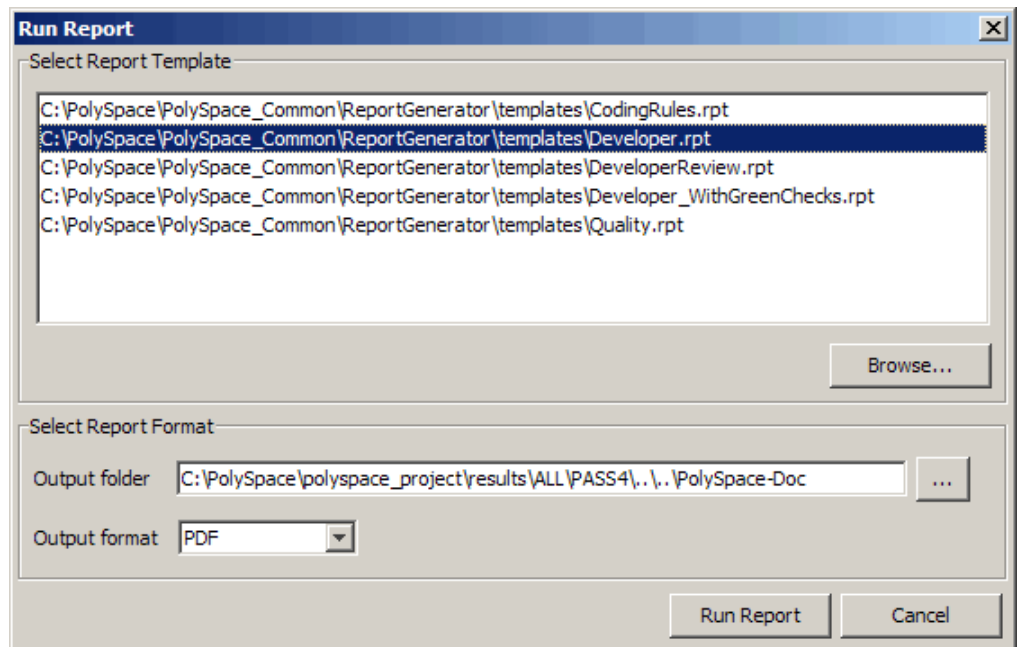 Run Report
Select Report Template
C:\PolySpace\PolySpace_Common\ReportGenerator\templates\CodingRules.rpt
C:\PolySpace\PolySpace_Common\ReportGenerator\templates\Developer.rpt
C:\PolySpace\PolySpace_Common\ReportGenerator\templates\DeveloperReview.rpt
C:\PolySpace\PolySpace_Common\ReportGenerator\templates\Developer_WithGreenChecks.rpt
C:\PolySpace\PolySpace_Common\ReportGenerator\templates\Quality.rpt
Browse...
Select Report Format
Output folder C:\PolySpace\polyspace_project\results\ALL\PASS4\..\..\PolySpace-Doc ...
Output format PDF
Run Report Cancel